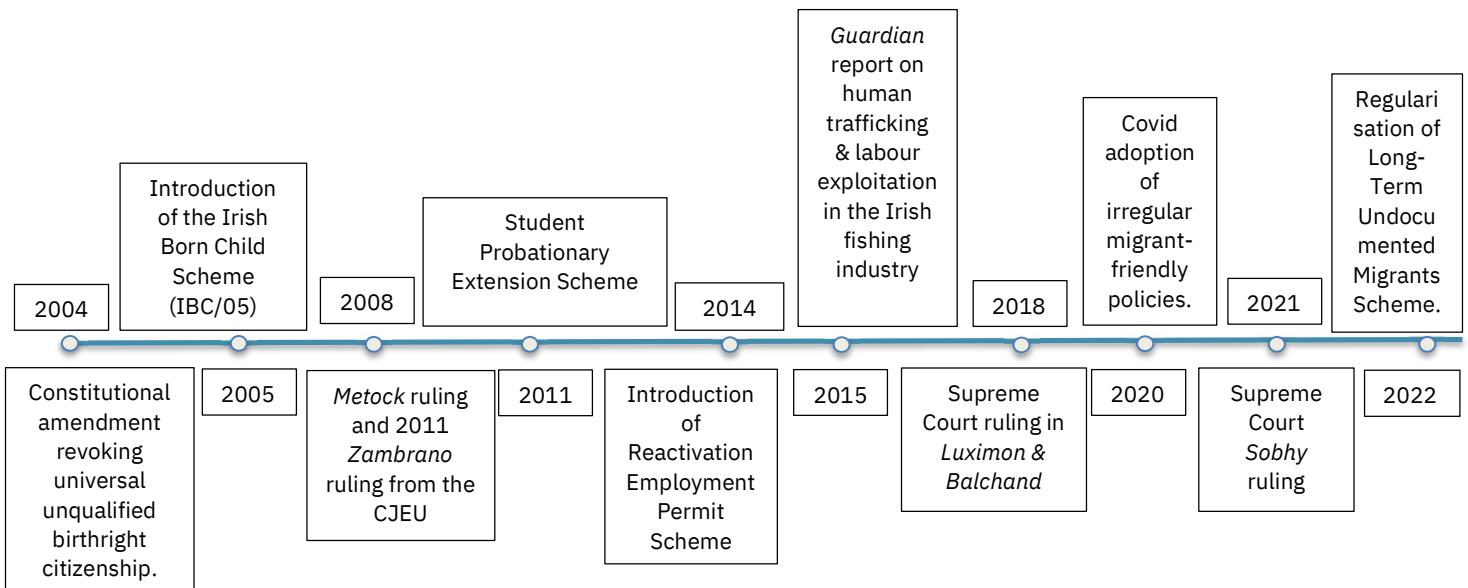 2004
Constitutional
amendment
revoking
universal
unqualified
birthright
citizenship.
Introduction
of the Irish
Born Child
Scheme
(IBC/05)
2005
2008
Metock ruling
and 2011
Zambrano
ruling from the
CJEU
Student
Probationary
Extension Scheme
2011
2014
Introduction
of
Reactivation
Employment
Permit
Scheme
Guardian
report on
human
trafficking
& labour
exploitation
in the Irish
fishing
industry
2015
2018
Supreme
Court ruling in
Luximon &
Balchand
Covid
adoption
of
irregular
migrant-
friendly
policies.
2020
2021
Supreme
Court
Sobhy
ruling
Regulari
sation of
Long-
Term
Undocu
mented
Migrants
Scheme.
2022